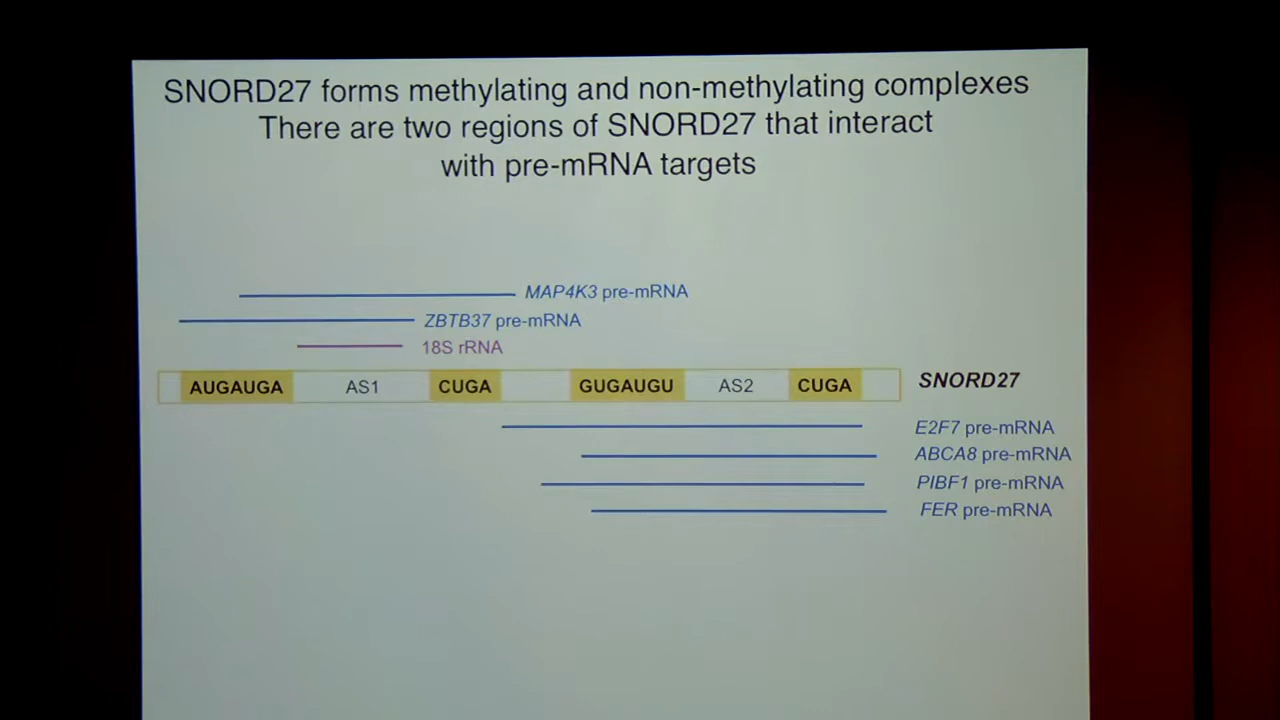 SNORD27 forms methylating and non-methylating complexes
There are two regions of SNORD27 that interact
with pre-mRNA targets
MAP4K3 pre-mRNA
ZBTB37 pre-mRNA
18S rRNA
AUGAUGA AS1 CUGA GUGAUGU AS2 CUGA SNORD27
E2F7 pre-mRNA
ABCA8 pre-mRNA
PIBF1 pre-mRNA
FER pre-mRNA